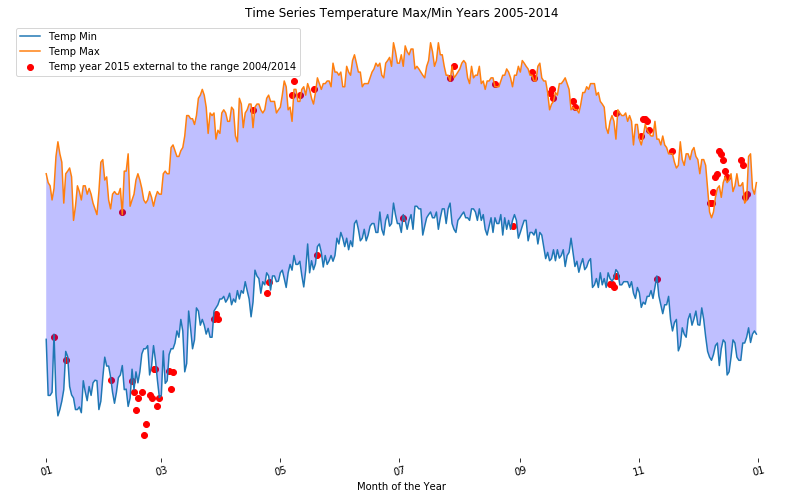 Time Series Temperature Max/Min Years 2005-2014
Temp Min
Temp Max
Temp year 2015 external to the range 2004/2014
01 03 05 07 09 11 01
Month of the Year